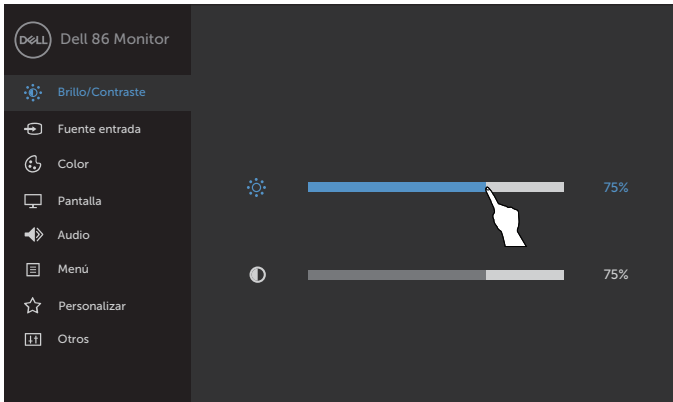 DELL
Dell 86 Monitor
Brillo/Contraste
Fuente entrada
Color
Pantalla
Audio
Menú
Personalizar
Otros
75%
75%